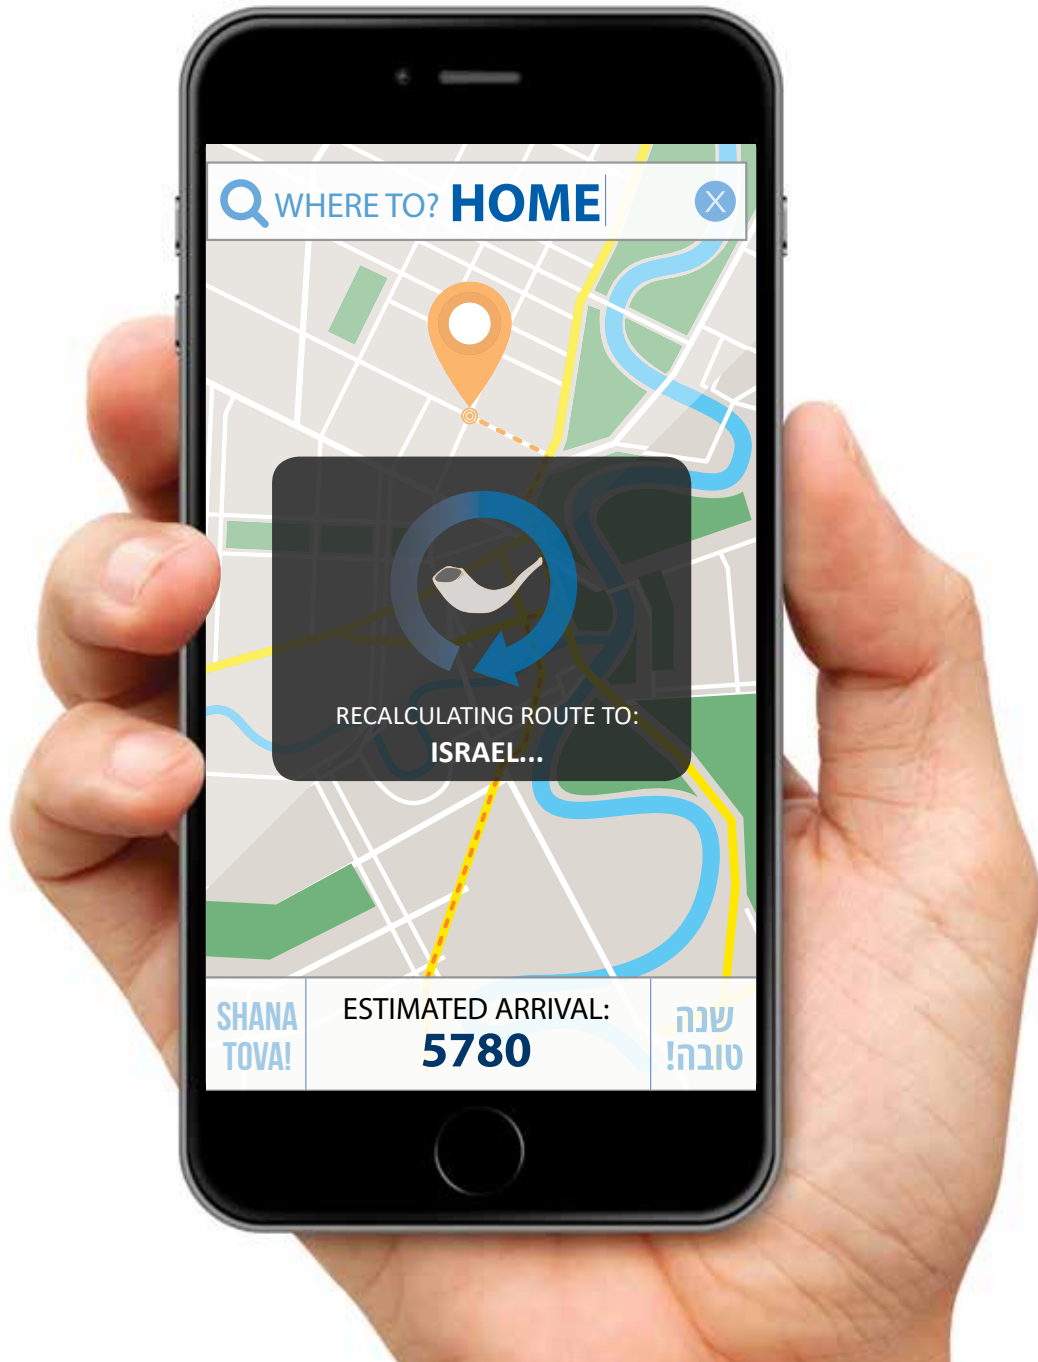 WHERE TO? HOME
X
RECALCULATING ROUTE TO:
ISRAEL...
SHANA
TOVA!
ESTIMATED ARRIVAL:
5780
שנה
טובה!